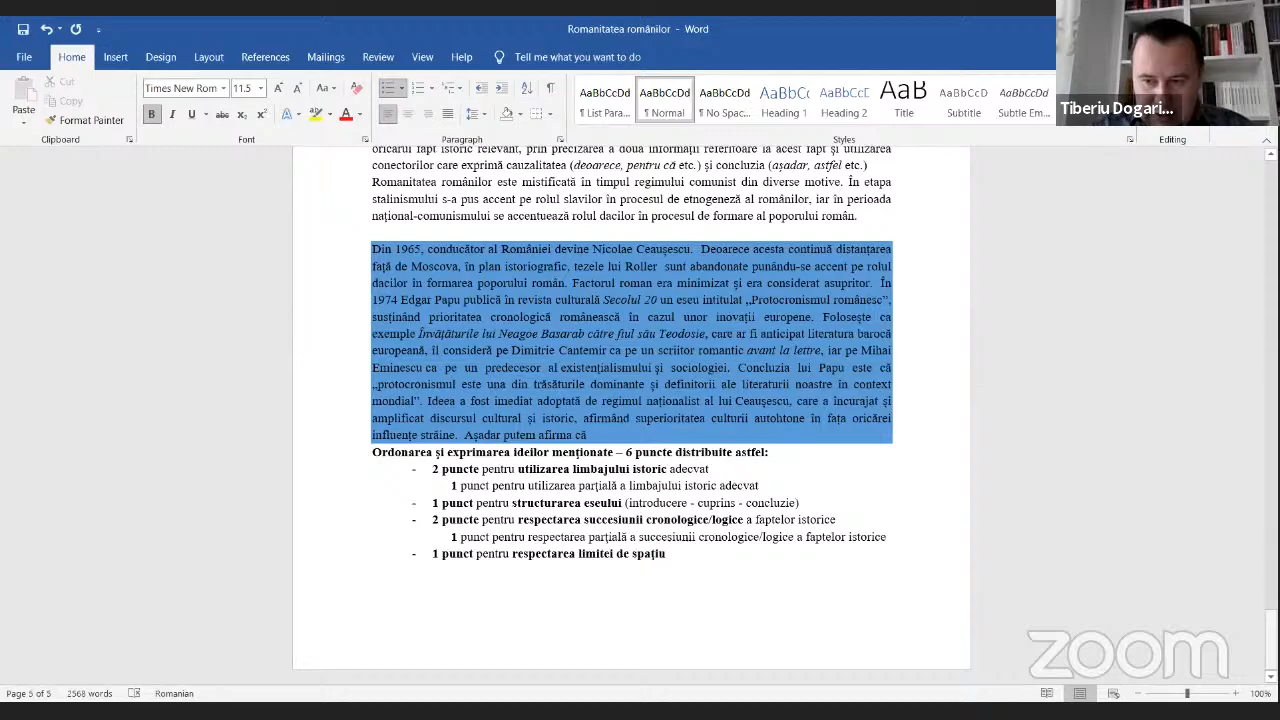 Romanitatea românilor - Word
File Home Insert Design Layout References Mailings Review View Help Tell me what you want to do
Paste
Cut
Copy
Format Painter
Clipboard
Times New Rom 11.5
Font
Paragraph
AaBbCcDd AaBbCcDd AaBbCcDd AaBbCc AaBbCcD AaB AaBbCcD AaBbCcDd
¶ List Para... ¶ Normal ¶ No Spac... Heading 1 Heading 2 Title Subtitle Subtle Em...
Styles
Editing
Tiberiu Dogari...
oricărui fapt istoric relevant, prin precizarea a două informații referitoare la acest fapt și utilizarea
conectorilor care exprimă cauzalitatea (deoarece, pentru că etc.) și concluzia (așadar, astfel etc.)
Romanitatea românilor este mistificată în timpul regimului comunist din diverse motive. În etapa
stalinismului s-a pus accent pe rolul slavilor în procesul de etnogeneză al românilor, iar în perioada
național-comunismului se accentuează rolul dacilor în procesul de formare al poporului român.
Din 1965, conducător al României devine Nicolae Ceaușescu. Deoarece acesta continuă distanțarea
față de Moscova, în plan istoriografic, tezele lui Roller sunt abandonate punându-se accent pe rolul
dacilor în formarea poporului român. Factorul roman era minimizat și era considerat asupritor. În
1974 Edgar Papu publică în revista culturală Secolul 20 un eseu intitulat „Protocronismul românesc”,
susținând prioritatea cronologică românească în cazul unor inovații europene. Folosește ca
exemple Învățăturile lui Neagoe Basarab către fiul său Teodosie, care ar fi anticipat literatura barocă
europeană, îl consideră pe Dimitrie Cantemir ca pe un scriitor romantic avant la lettre, iar pe Mihai
Eminescu ca pe un predecesor al existențialismului și sociologiei. Concluzia lui Papu este că
„protocronismul este una din trăsăturile dominante și definitorii ale literaturii noastre în context
mondial”. Ideea a fost imediat adoptată de regimul naționalist al lui Ceaușescu, care a încurajat și
amplificat discursul cultural și istoric, afirmând superioritatea culturii autohtone în fața oricărei
influențe străine. Așadar putem afirma că
Ordonarea și exprimarea ideilor menționate – 6 puncte distribuite astfel:
- 2 puncte pentru utilizarea limbajului istoric adecvat
1 punct pentru utilizarea parțială a limbajului istoric adecvat
- 1 punct pentru structurarea eseului (introducere - cuprins - concluzie)
- 2 puncte pentru respectarea succesiunii cronologice/logice a faptelor istorice
1 punct pentru respectarea parțială a succesiunii cronologice/logice a faptelor istorice
- 1 punct pentru respectarea limitei de spațiu
zoom
Page 5 of 5 2568 words Romanian 100%